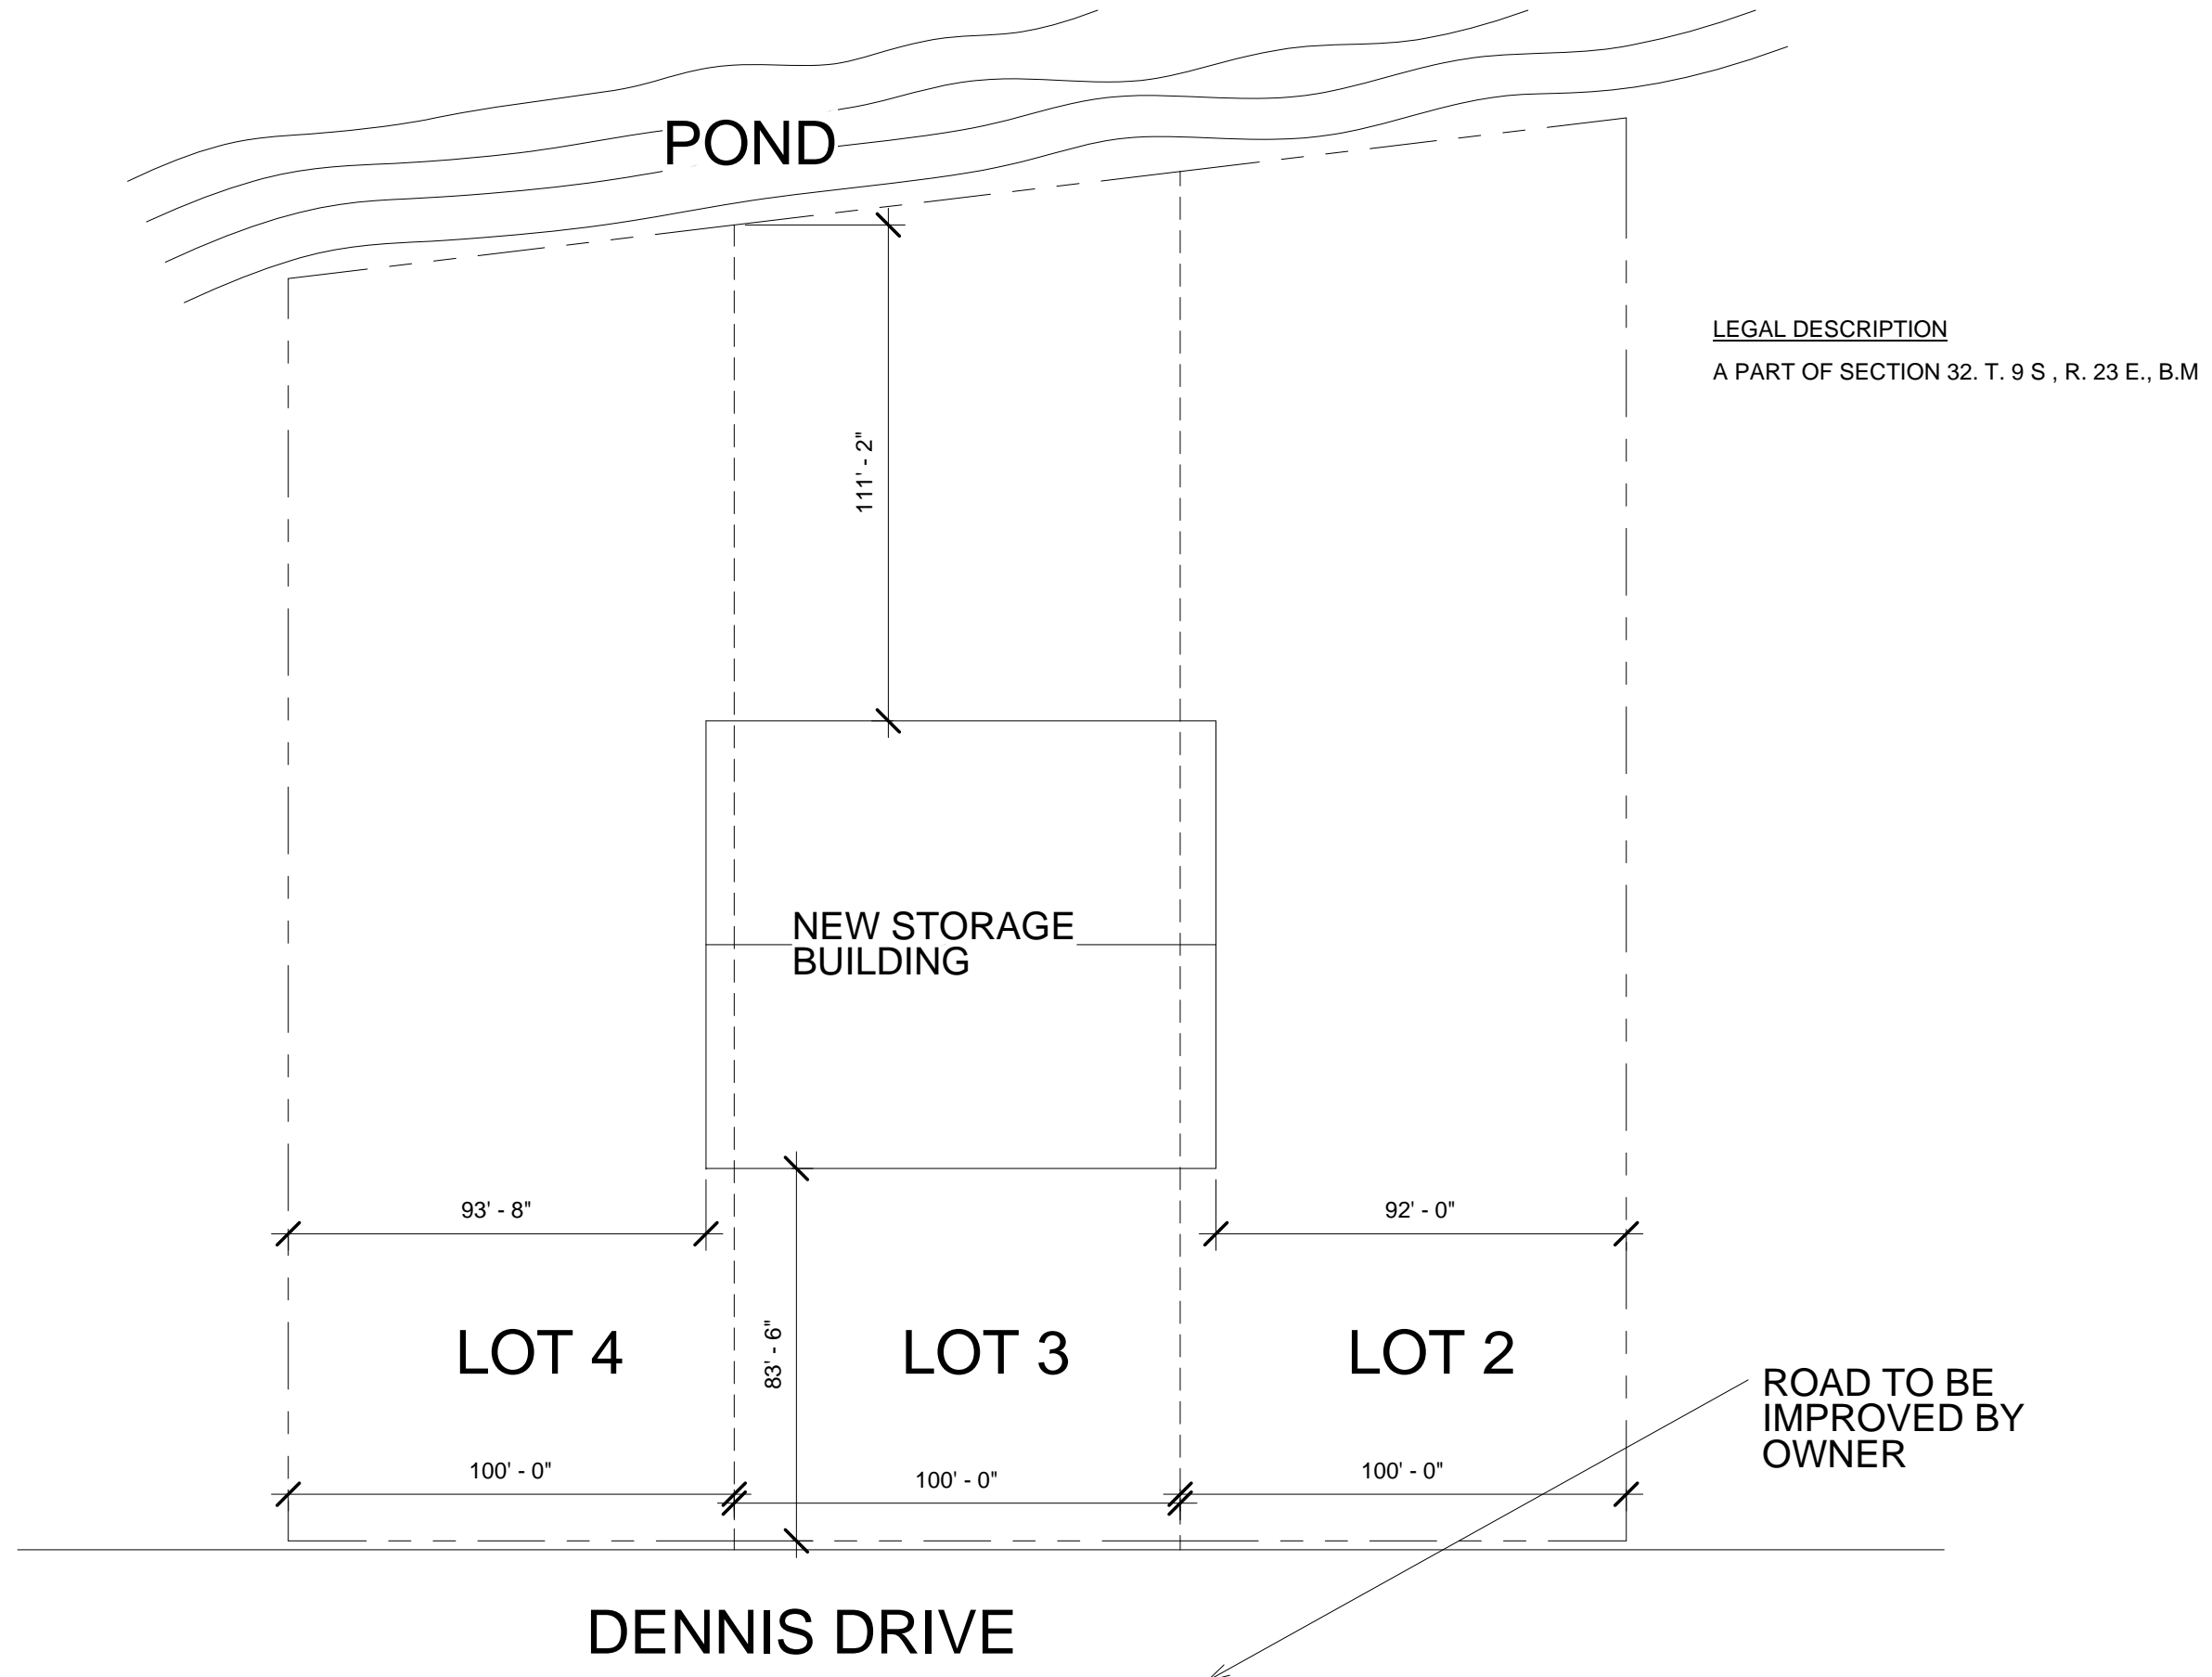 POND
LEGAL DESCRIPTION
A PART OF SECTION 32. T. 9 S , R. 23 E., B.M
111' - 2"
NEW STORAGE
BUILDING
93' - 8"
92' - 0"
83' - 6"
LOT 4
LOT 3
LOT 2
ROAD TO BE
IMPROVED BY
OWNER
100' - 0"
100' - 0"
100' - 0"
DENNIS DRIVE